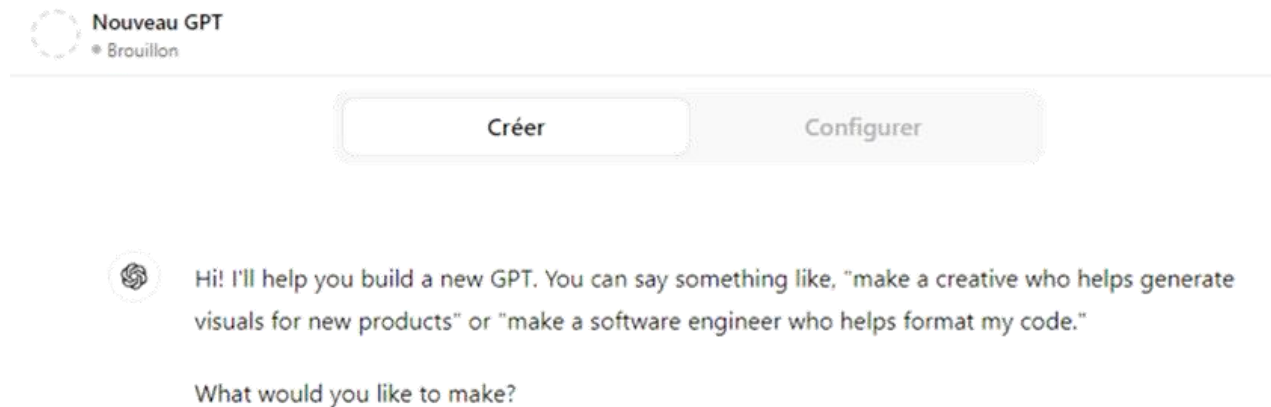 Nouveau GPT
Brouillon
Créer
Configurer
Hi! I'll help you build a new GPT. You can say something like, "make a creative who helps generate
visuals for new products" or "make a software engineer who helps format my code."
What would you like to make?